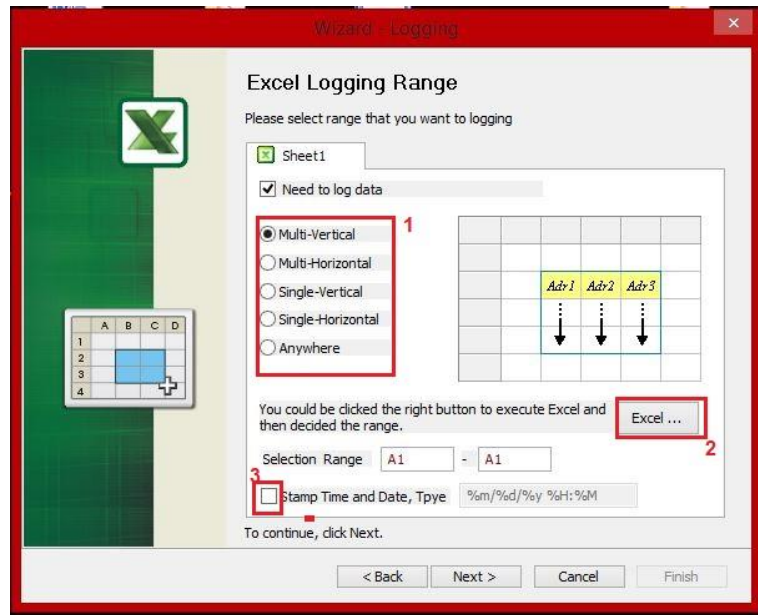 Wizard - Logging
Excel Logging Range
Please select range that you want to logging
Sheet1
Need to log data
1
Multi-Vertical
Multi-Horizontal
Single-Vertical
Single-Horizontal
Anywhere
Adr1 Adr2 Adr3
A B C D
1
2
3
4
You could be clicked the right button to execute Excel and
then decided the range.
Excel ...
2
Selection Range A1 - A1
3
Stamp Time and Date, Tpye %m/%d/%y %H:%M
To continue, click Next.
< Back Next > Cancel Finish